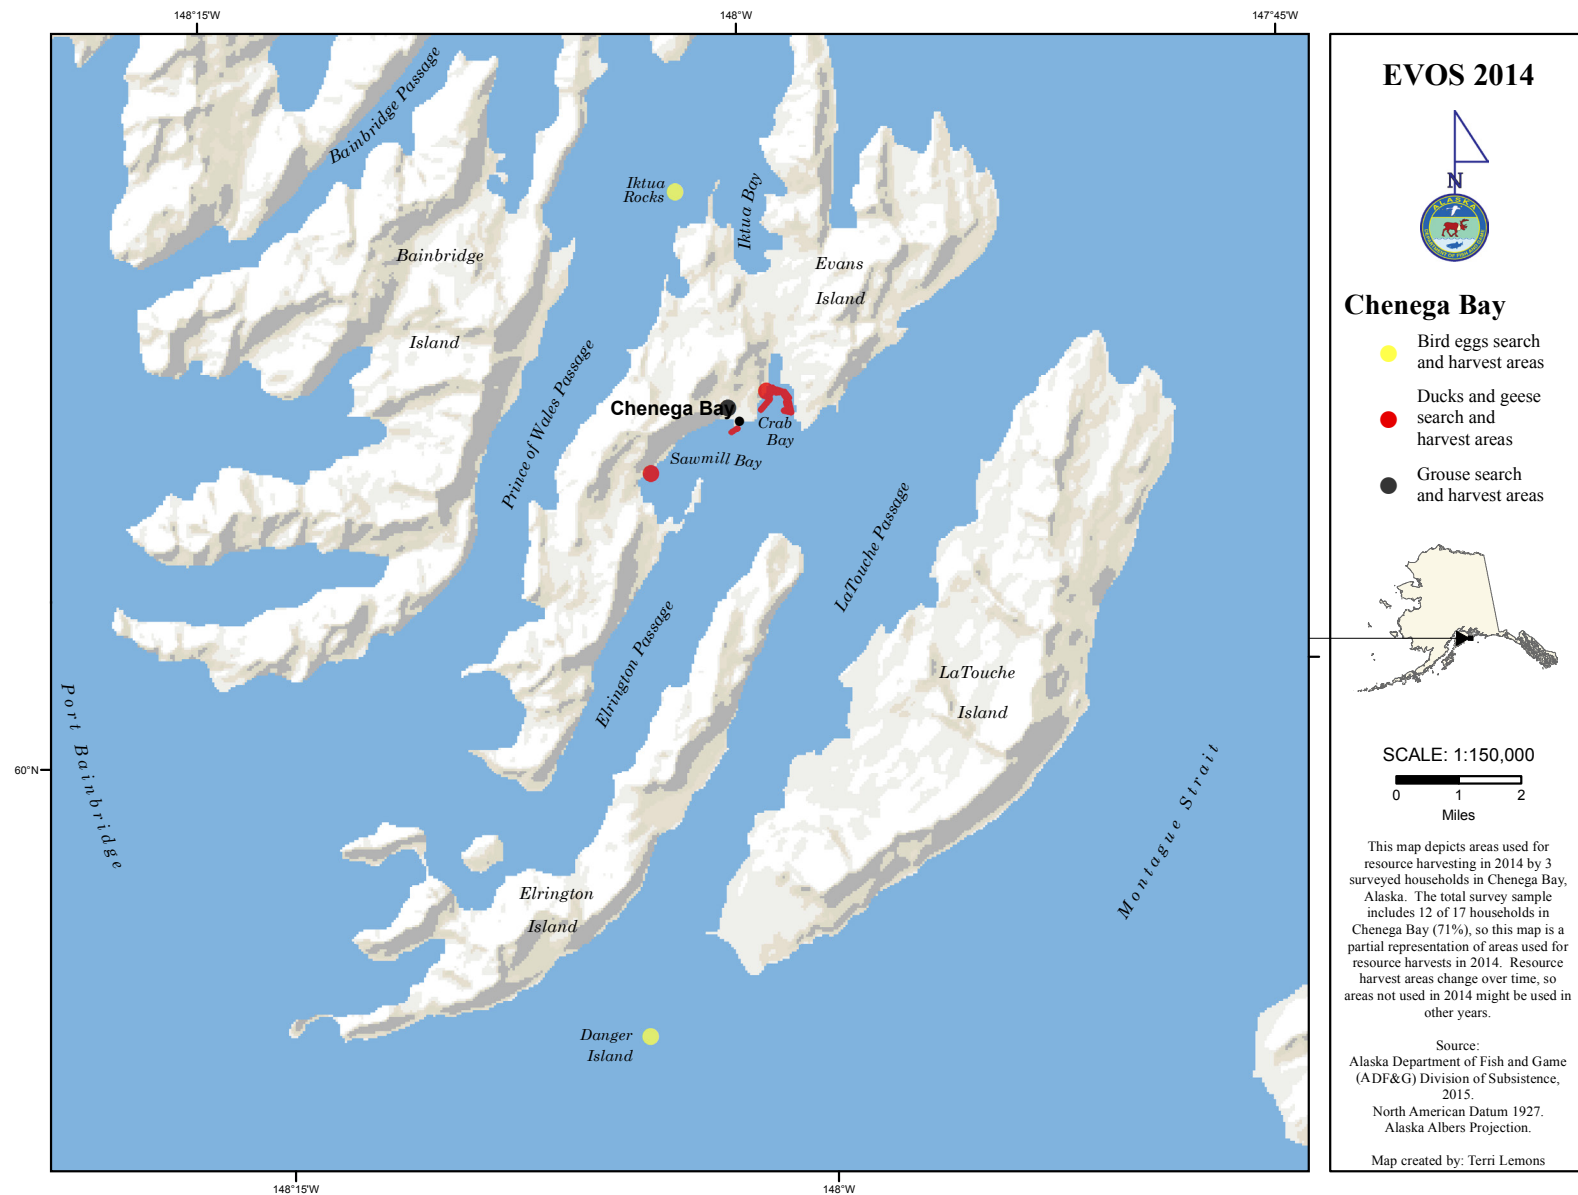 148°15'W
148°W
147°45'W
Bainbridge Passage
Iktua
Rocks
Iktua Bay
Bainbridge
Island
Evans
Island
Prince of Wales Passage
Chenega Bay
Crab
Bay
Sawmill Bay
LaTouche Passage
Elrington Passage
LaTouche
Island
Port Bainbridge
60°N
Montague Strait
Elrington
Island
Danger
Island
148°15'W
148°W
EVOS 2014
N
ALASKA
DEPARTMENT OF FISH AND GAME
Chenega Bay
Bird eggs search
and harvest areas
Ducks and geese
search and
harvest areas
Grouse search
and harvest areas
SCALE: 1:150,000
0 1 2
Miles
This map depicts areas used for
resource harvesting in 2014 by 3
surveyed households in Chenega Bay,
Alaska. The total survey sample
includes 12 of 17 households in
Chenega Bay (71%), so this map is a
partial representation of areas used for
resource harvests in 2014. Resource
harvest areas change over time, so
areas not used in 2014 might be used in
other years.
Source:
Alaska Department of Fish and Game
(ADF&G) Division of Subsistence,
2015.
North American Datum 1927.
Alaska Albers Projection.
Map created by: Terri Lemons